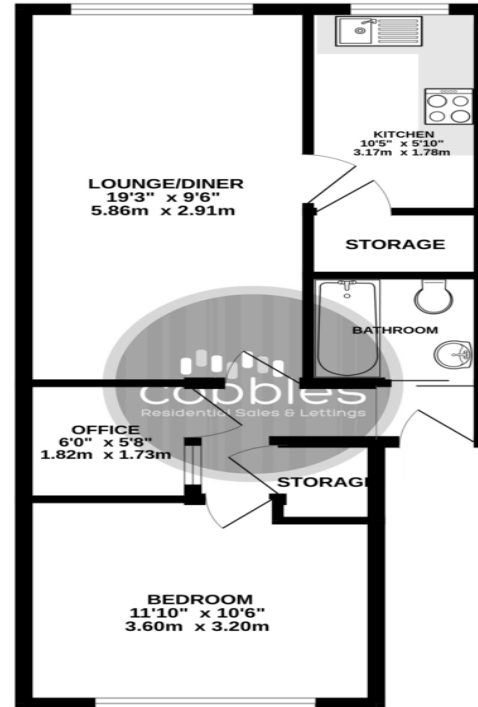 KITCHEN
10'5" x 5'10"
3.17m x 1.78m
LOUNGE/DINER
19'3" x 9'6"
5.86m x 2.91m
STORAGE
BATHROOM
cobbles
Residential Sales & Lettings
OFFICE
6'0" x 5'8"
1.82m x 1.73m
STORAGE
BEDROOM
11'10" x 10'6"
3.60m x 3.20m